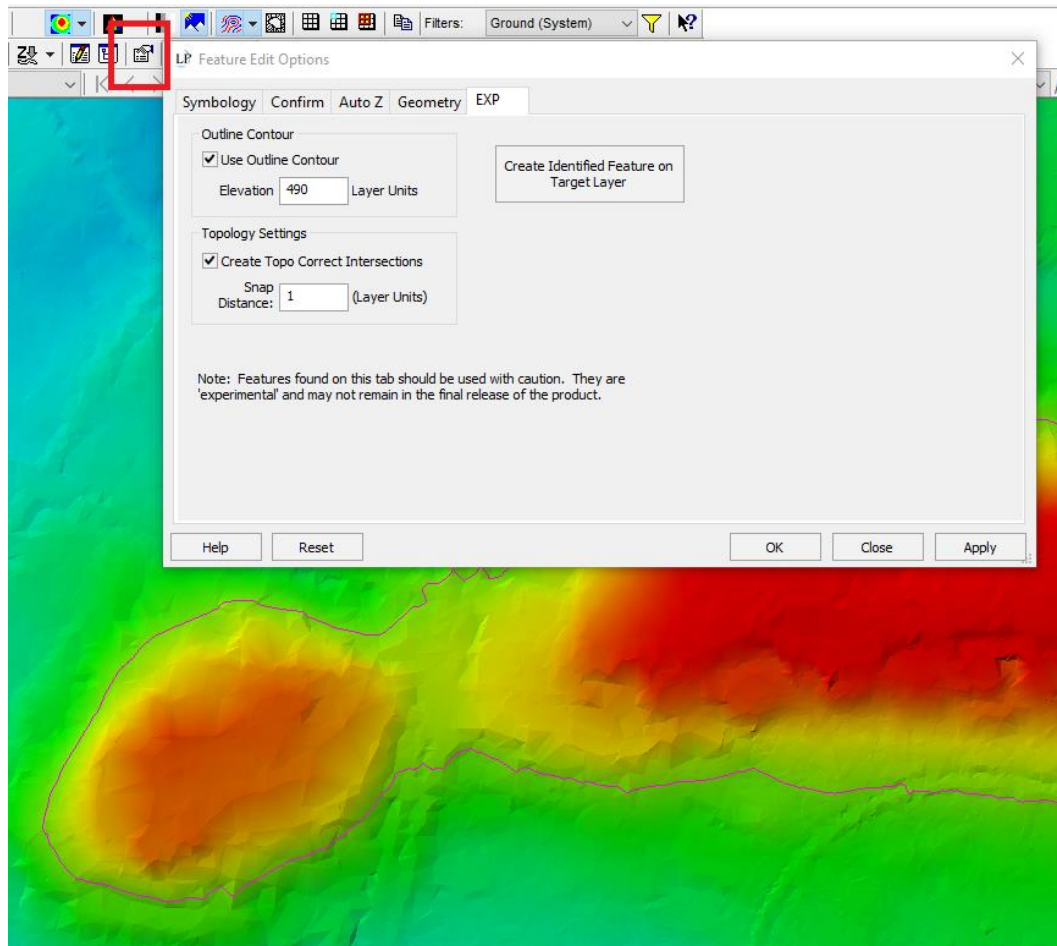 Filters: Ground (System)
LP Feature Edit Options
Symbology Confirm Auto Z Geometry EXP
Outline Contour
Use Outline Contour
Elevation 490 Layer Units
Create Identified Feature on
Target Layer
Topology Settings
Create Topo Correct Intersections
Snap
Distance: 1 (Layer Units)
Note: Features found on this tab should be used with caution. They are
'experimental' and may not remain in the final release of the product.
Help Reset OK Close Apply